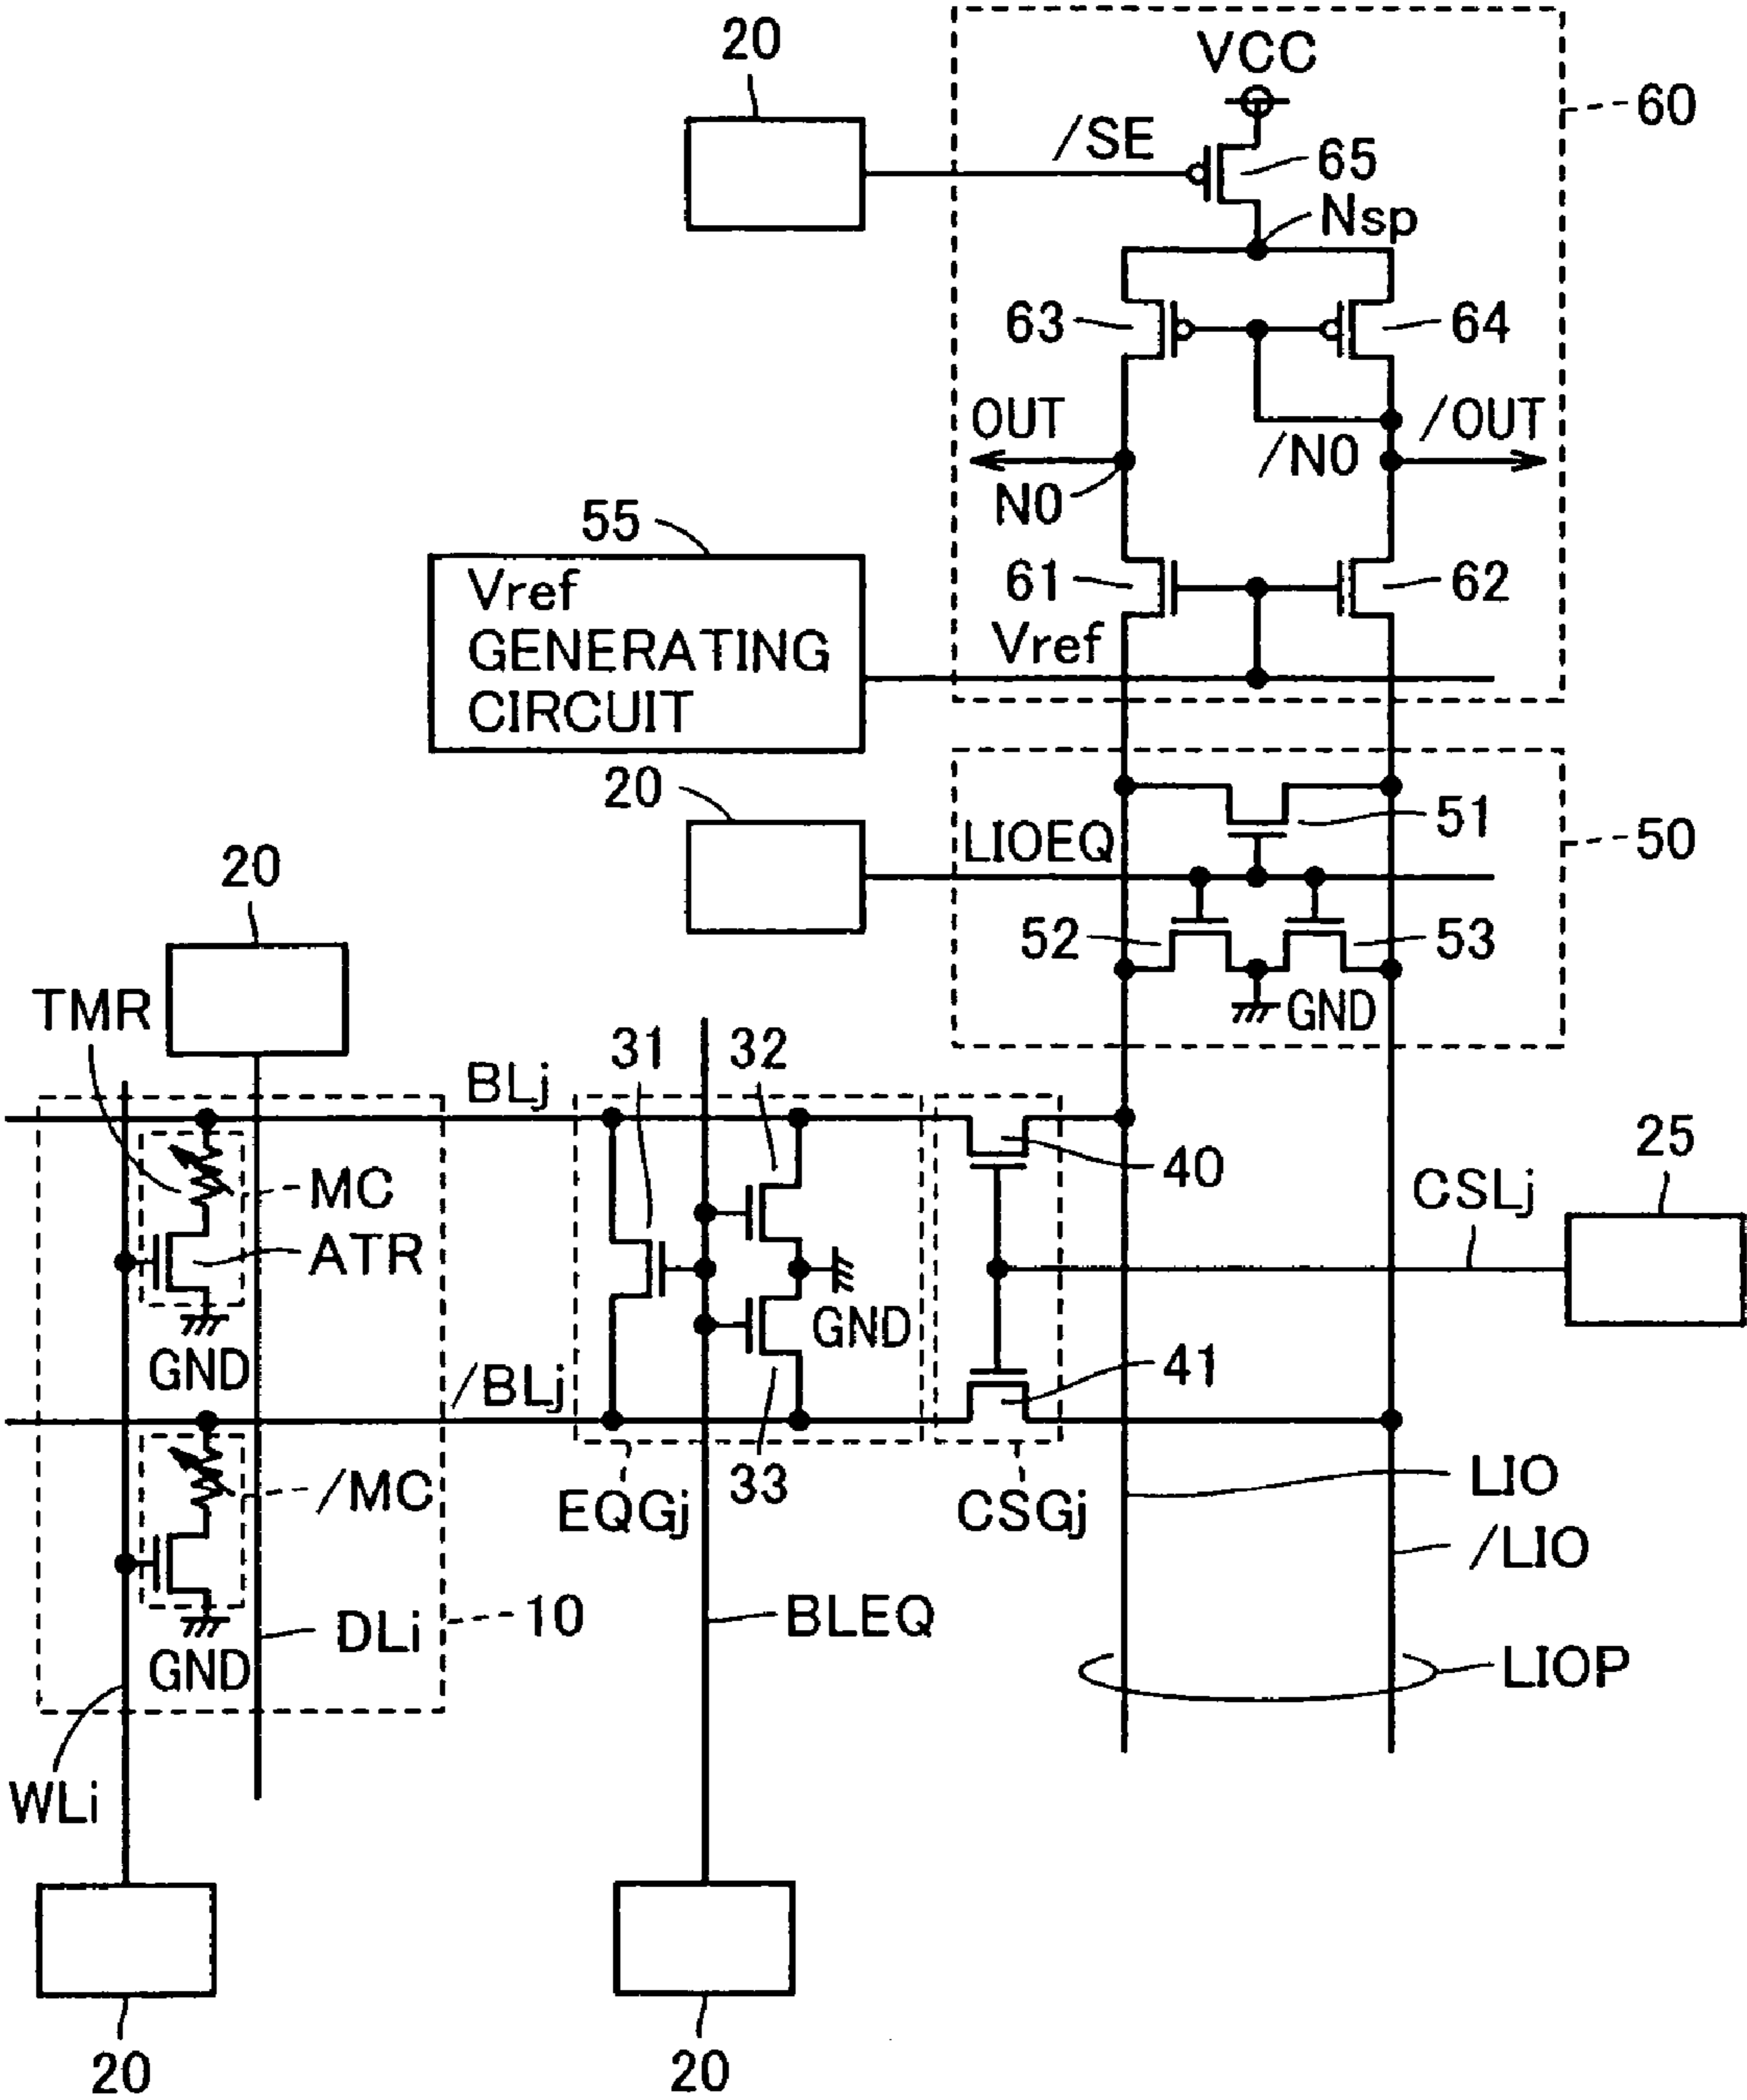 20
VCC
60
/SE
65
Nsp
63
64
OUT
/OUT
/N0
N0
55
Vref
GENERATING
CIRCUIT
61
62
Vref
20
LIOEQ
51
50
20
52
53
GND
TMR
BLj
31
32
25
MC
40
CSLj
ATR
GND
GND
/BLj
41
/MC
EQGj
33
CSGj
LIO
/LIO
10
DLi
GND
BLEQ
LIOP
WLi
20
20